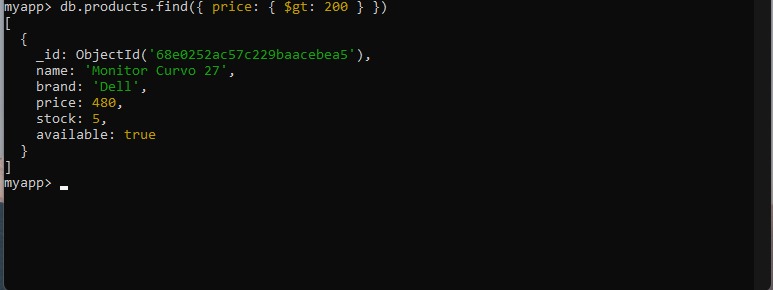 myapp> db.products.find({ price: { $gt: 200 } })
[
  {
    _id: ObjectId('68e0252ac57c229baacebea5'),
    name: 'Monitor Curvo 27',
    brand: 'Dell',
    price: 480,
    stock: 5,
    available: true
  }
]
myapp>